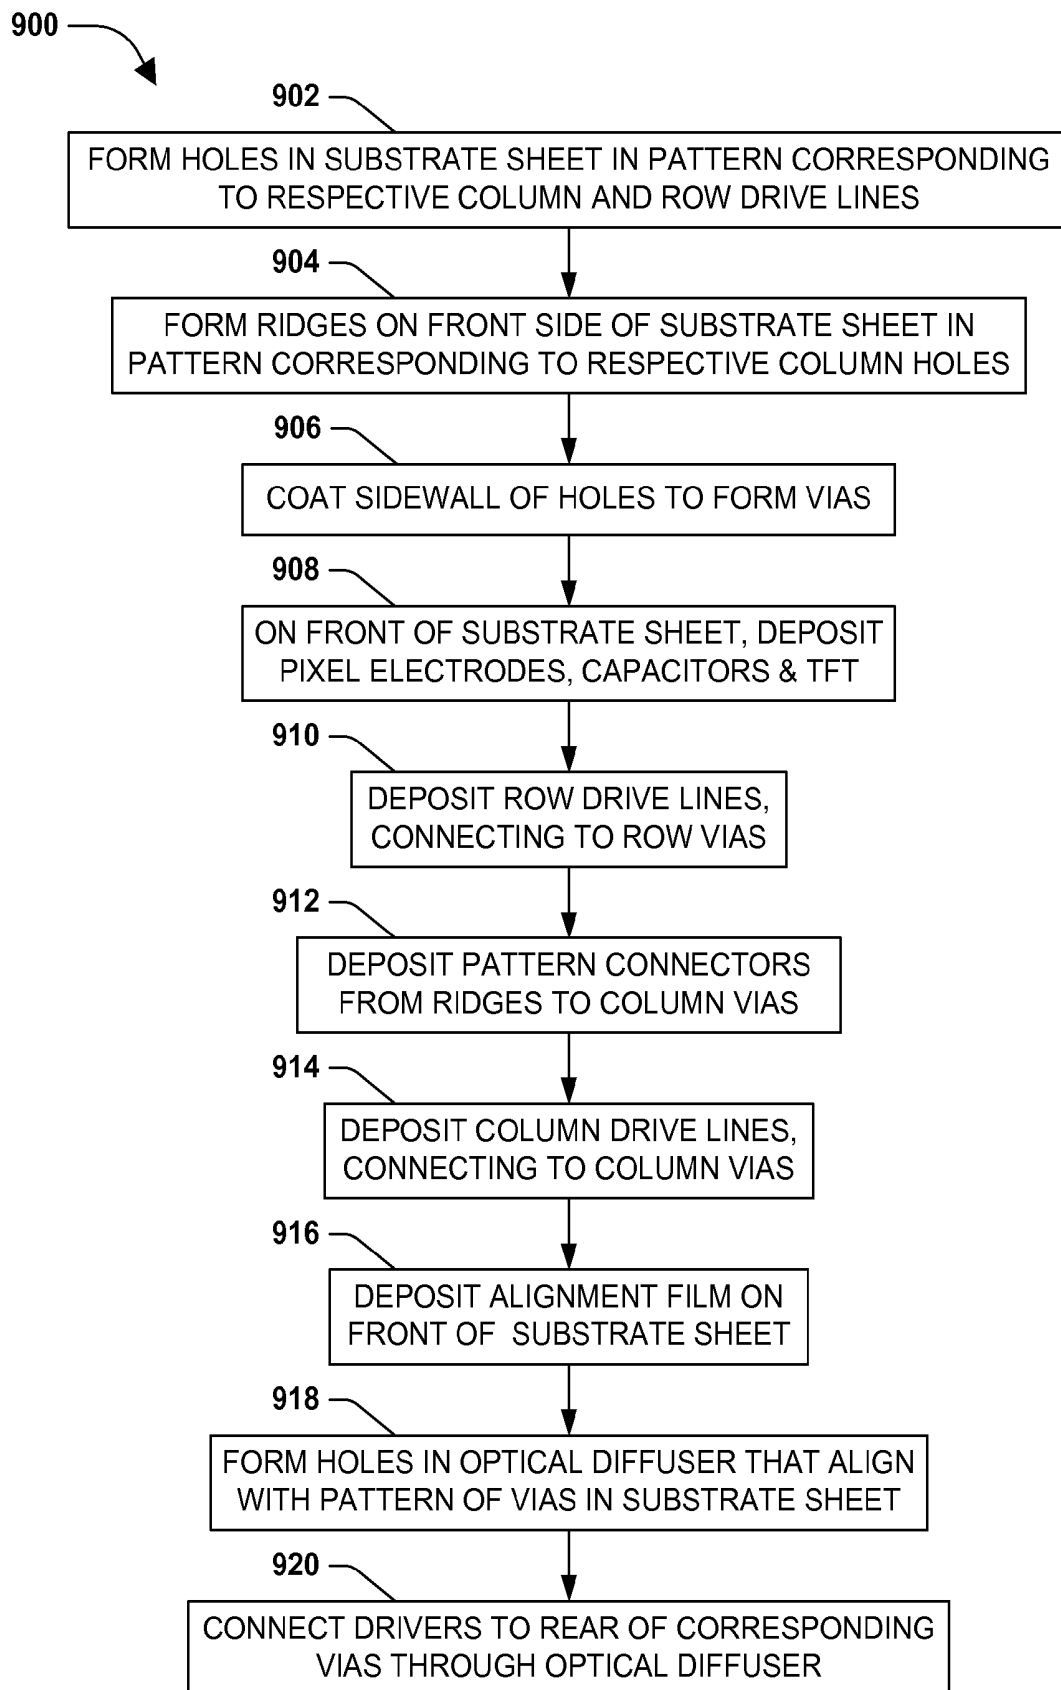 900
902
FORM HOLES IN SUBSTRATE SHEET IN PATTERN CORRESPONDING
TO RESPECTIVE COLUMN AND ROW DRIVE LINES
904
FORM RIDGES ON FRONT SIDE OF SUBSTRATE SHEET IN
PATTERN CORRESPONDING TO RESPECTIVE COLUMN HOLES
906
COAT SIDEWALL OF HOLES TO FORM VIAS
908
ON FRONT OF SUBSTRATE SHEET, DEPOSIT
PIXEL ELECTRODES, CAPACITORS & TFT
910
DEPOSIT ROW DRIVE LINES,
CONNECTING TO ROW VIAS
912
DEPOSIT PATTERN CONNECTORS
FROM RIDGES TO COLUMN VIAS
914
DEPOSIT COLUMN DRIVE LINES,
CONNECTING TO COLUMN VIAS
916
DEPOSIT ALIGNMENT FILM ON
FRONT OF SUBSTRATE SHEET
918
FORM HOLES IN OPTICAL DIFFUSER THAT ALIGN
WITH PATTERN OF VIAS IN SUBSTRATE SHEET
920
CONNECT DRIVERS TO REAR OF CORRESPONDING
VIAS THROUGH OPTICAL DIFFUSER